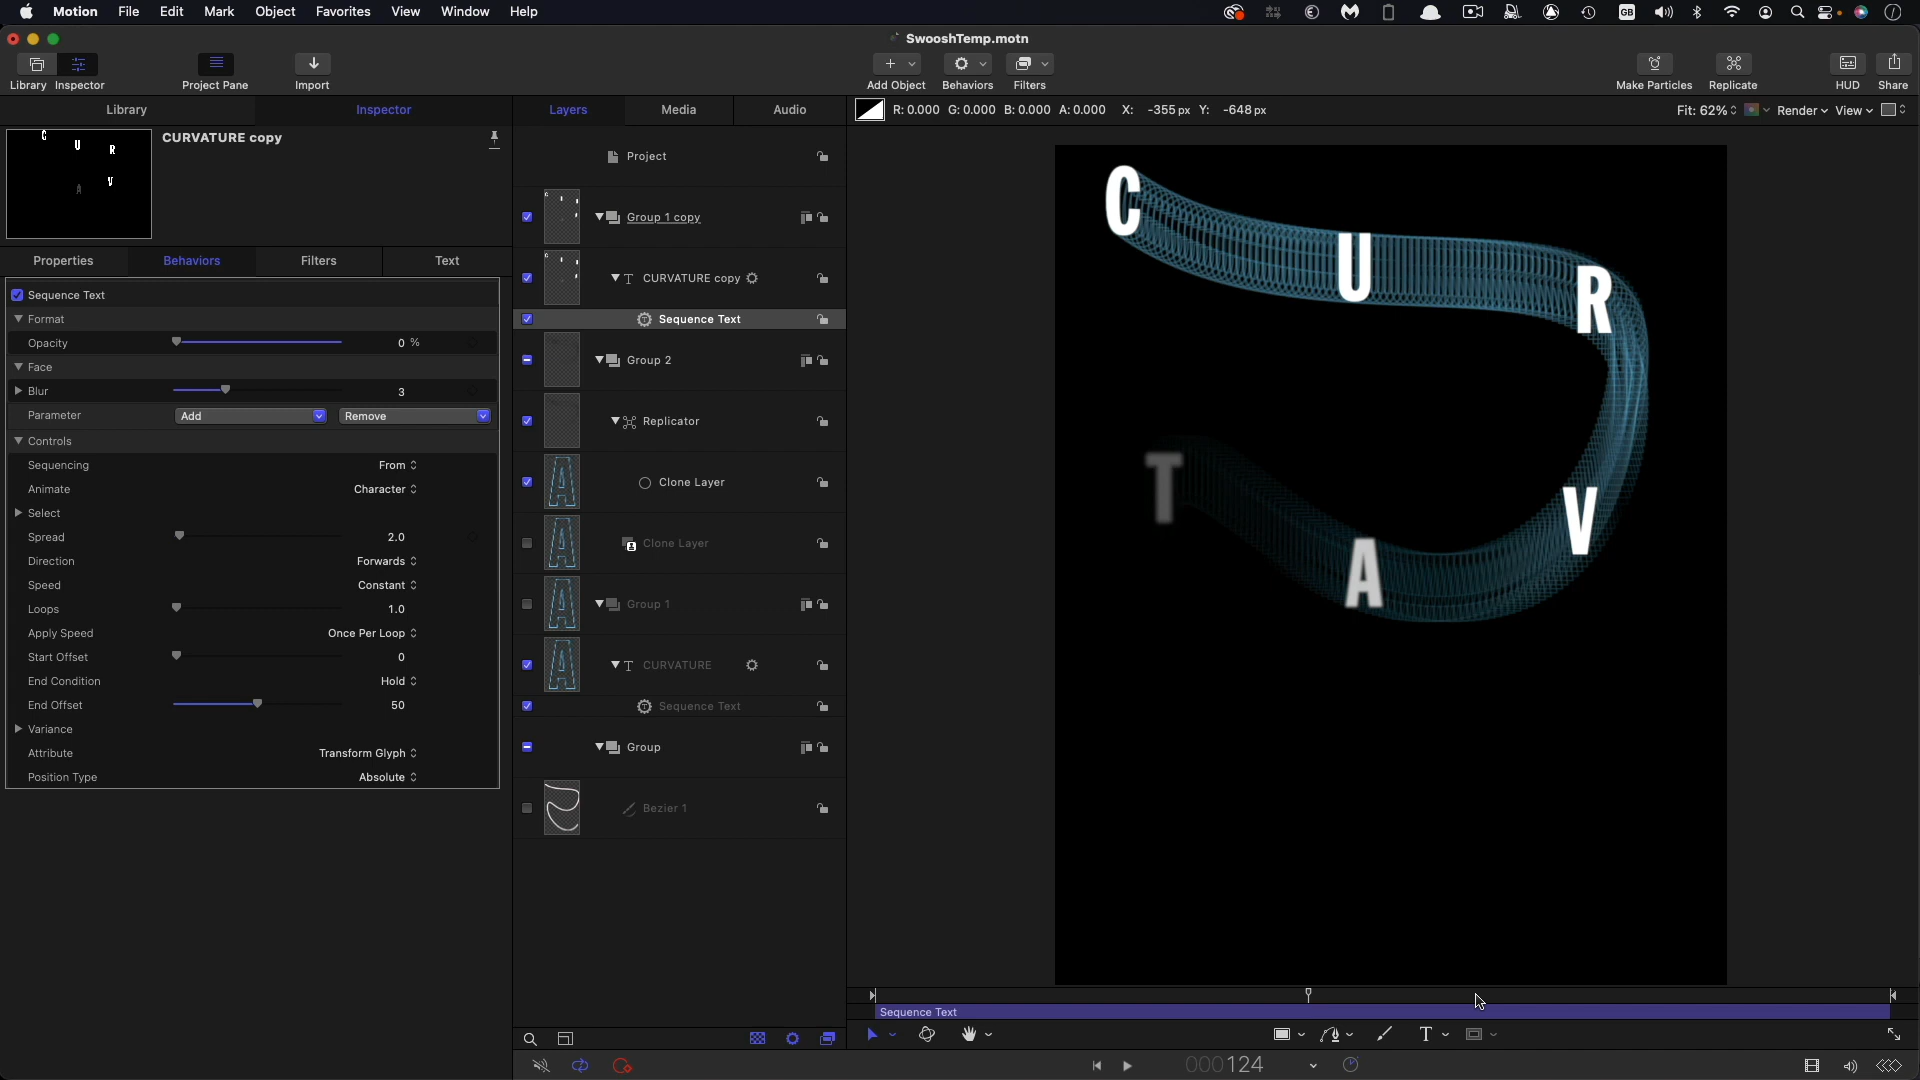 Motion File Edit Mark Object Favorites View Window Help
GB
SwooshTemp.motn
Library Inspector Project Pane Import Add Object Behaviors Filters Make Particles Replicate HUD Share
Library Inspector Layers Media Audio
R: 0.000 G: 0.000 B: 0.000 A: 0.000 X: -355 px Y: -648 px Fit: 62% Render View
CURVATURE copy
C U R V A
Properties Behaviors Filters Text
Sequence Text
Format
Opacity 0 %
Face
Blur 3
Parameter Add Remove
Controls
Sequencing From
Animate Character
Select
Spread 2.0
Direction Forwards
Speed Constant
Loops 1.0
Apply Speed Once Per Loop
Start Offset 0
End Condition Hold
End Offset 50
Variance
Attribute Transform Glyph
Position Type Absolute
Project
Group 1 copy
T CURVATURE copy
Sequence Text
Group 2
Replicator
A Clone Layer
A Clone Layer
A Group 1
A T CURVATURE
Sequence Text
Group
Bezier 1
C
U
R
T
V
A
Sequence Text
T
000124